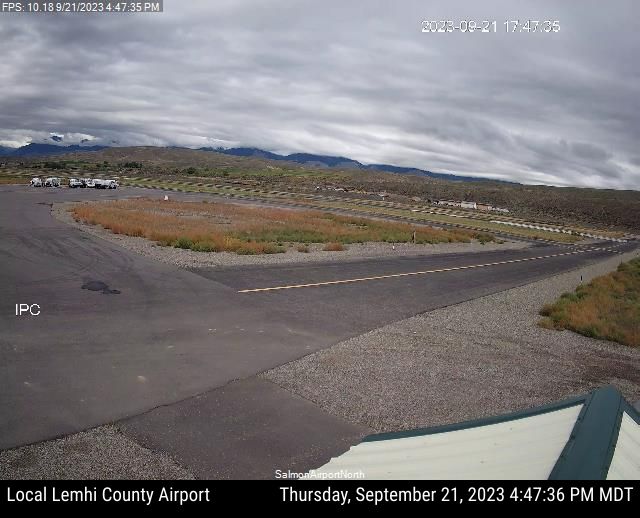 FPS: 10.18 9/21/2023 4:47:35 PM
2023-09-21 17:47:35
IPC
SalmonAirportNorth
Local Lemhi County Airport
Thursday, September 21, 2023 4:47:36 PM MDT